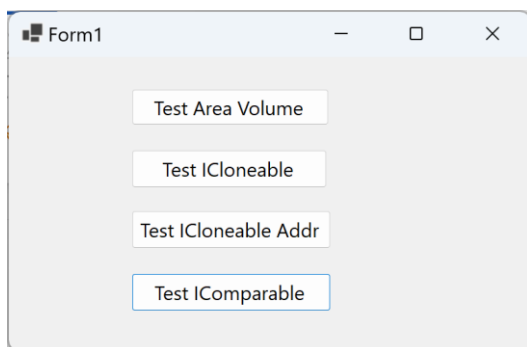 Form1
Test Area Volume
Test ICloneable
Test ICloneable Addr
Test IComparable